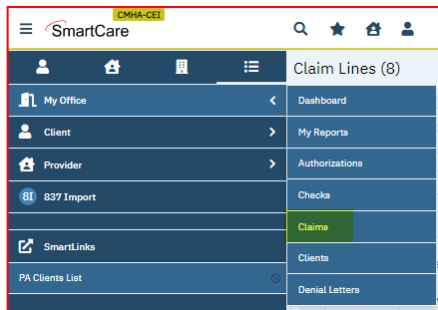 CMHA-CEI
SmartCare
Claim Lines (8)
My Office
Dashboard
Client
My Reports
Provider
Authorizations
8I 837 Import
Checks
Claims
SmartLinks
Clients
PA Clients List
Denial Letters